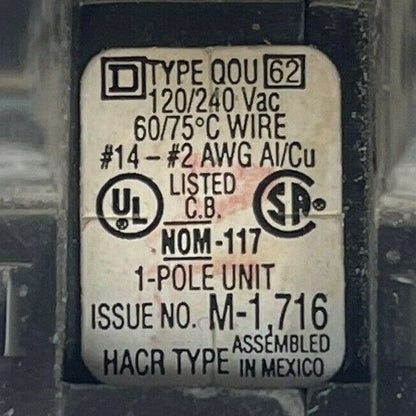 D TYPE QOU 62
120/240 Vac
60/75°C WIRE
#14 - #2 AWG Al/Cu
UL® LISTED C.B. SA®
NOM-117
1-POLE UNIT
ISSUE NO. M-1,716
HACR TYPE ASSEMBLED IN MEXICO